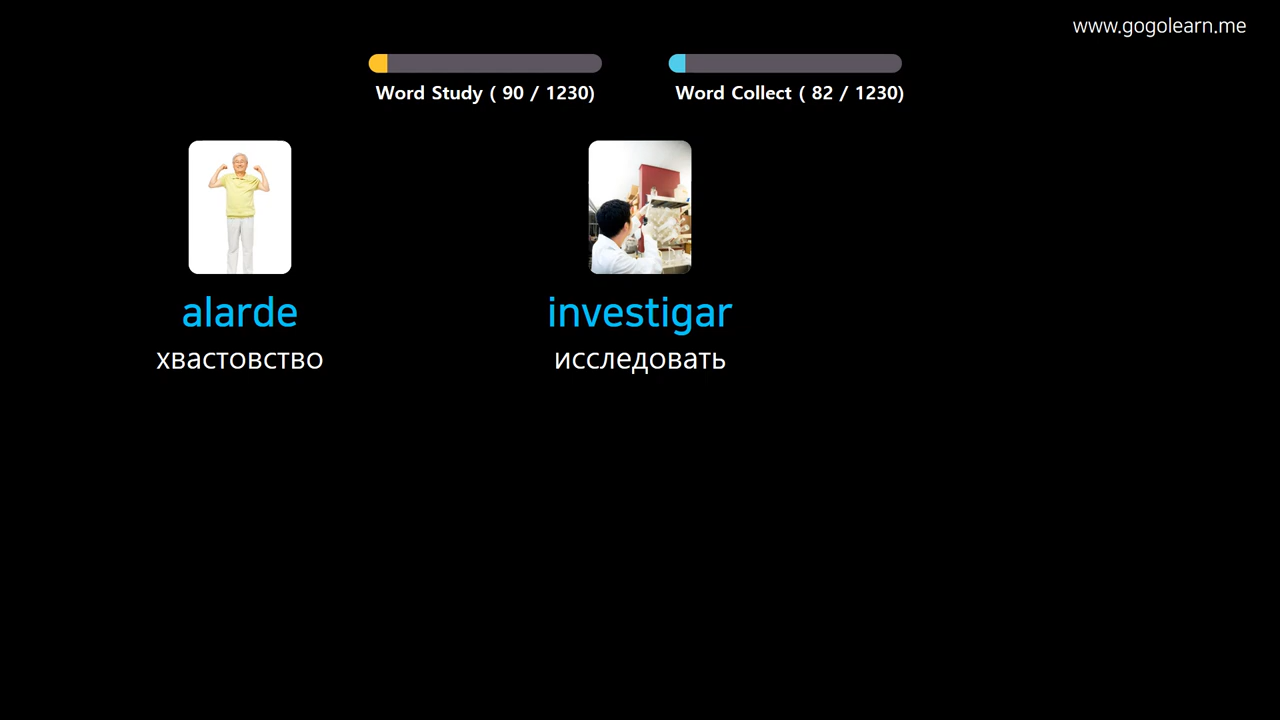 www.gogolearn.me
Word Study ( 90 / 1230)
Word Collect ( 82 / 1230)
alarde
хвастовство
investigar
исследовать